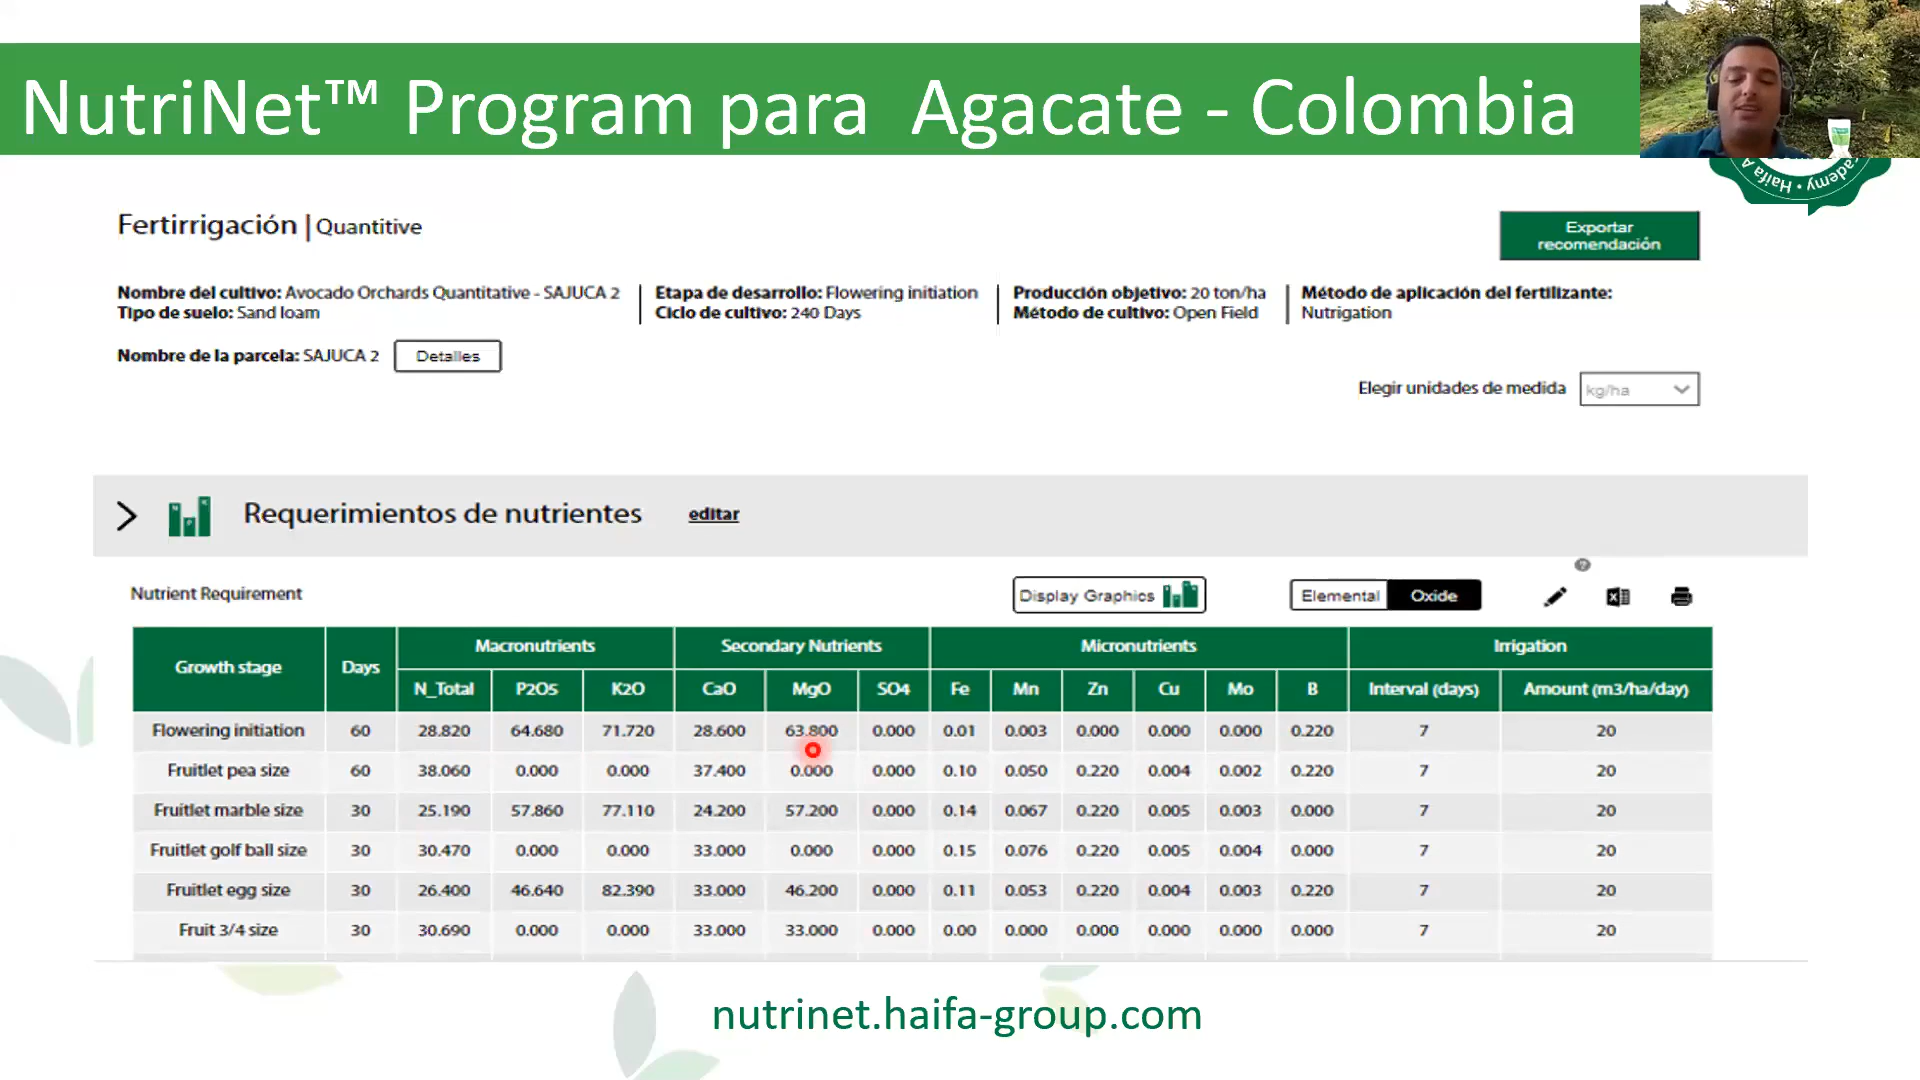 NutriNet™ Program para Agacate - Colombia
ademy • Haifa A
Fertirrigación | Quantitive
Exportar
recomendación
Nombre del cultivo: Avocado Orchards Quantitative - SAJUCA 2
Tipo de suelo: Sand loam
Etapa de desarrollo: Flowering initiation
Ciclo de cultivo: 240 Days
Producción objetivo: 20 ton/ha
Método de cultivo: Open Field
Método de aplicación del fertilizante:
Nutrigation
Nombre de la parcela: SAJUCA 2 Detalles
Elegir unidades de medida kg/ha
N P K
Requerimientos de nutrientes editar
?
Nutrient Requirement Display Graphics Elemental Oxide
Growth stage Days Macronutrients Secondary Nutrients Micronutrients Irrigation
N_Total P2O5 K2O CaO MgO SO4 Fe Mn Zn Cu Mo B Interval (days) Amount (m3/ha/day)
Flowering initiation 60 28.820 64.680 71.720 28.600 63.800 0.000 0.01 0.003 0.000 0.000 0.000 0.220 7 20
Fruitlet pea size 60 38.060 0.000 0.000 37.400 0.000 0.000 0.10 0.050 0.220 0.004 0.002 0.220 7 20
Fruitlet marble size 30 25.190 57.860 77.110 24.200 57.200 0.000 0.14 0.067 0.220 0.005 0.003 0.000 7 20
Fruitlet golf ball size 30 30.470 0.000 0.000 33.000 0.000 0.000 0.15 0.076 0.220 0.005 0.004 0.000 7 20
Fruitlet egg size 30 26.400 46.640 82.390 33.000 46.200 0.000 0.11 0.053 0.220 0.004 0.003 0.220 7 20
Fruit 3/4 size 30 30.690 0.000 0.000 33.000 33.000 0.000 0.00 0.000 0.000 0.000 0.000 0.000 7 20
nutrinet.haifa-group.com